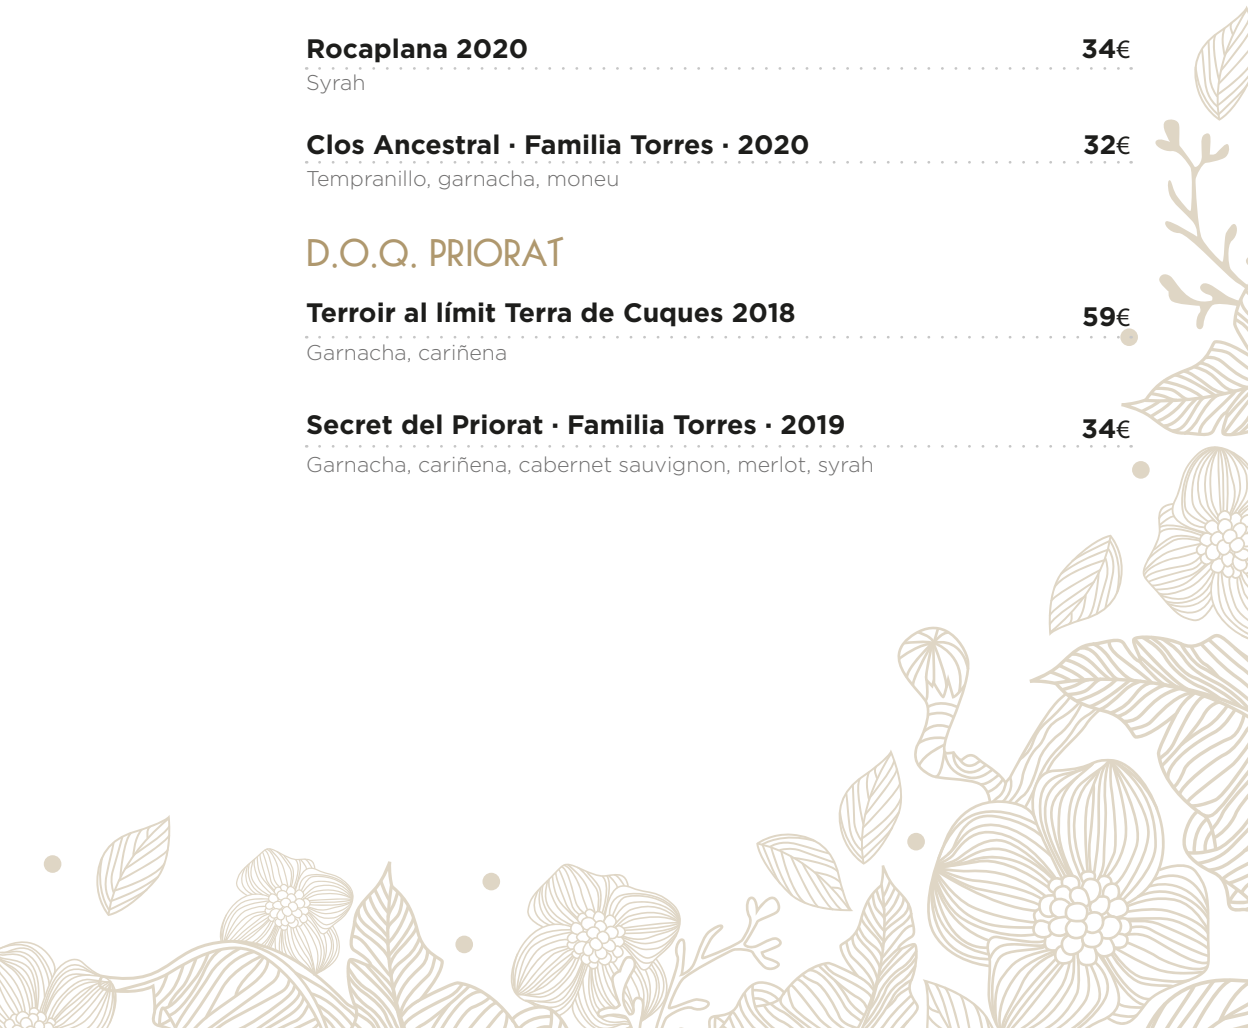 Rocaplana 2020 34€
Syrah
Clos Ancestral · Familia Torres · 2020 32€
Tempranillo, garnacha, moneu
D.O.Q. PRIORAT
Terroir al límit Terra de Cuques 2018 59€
Garnacha, cariñena
Secret del Priorat · Familia Torres · 2019 34€
Garnacha, cariñena, cabernet sauvignon, merlot, syrah